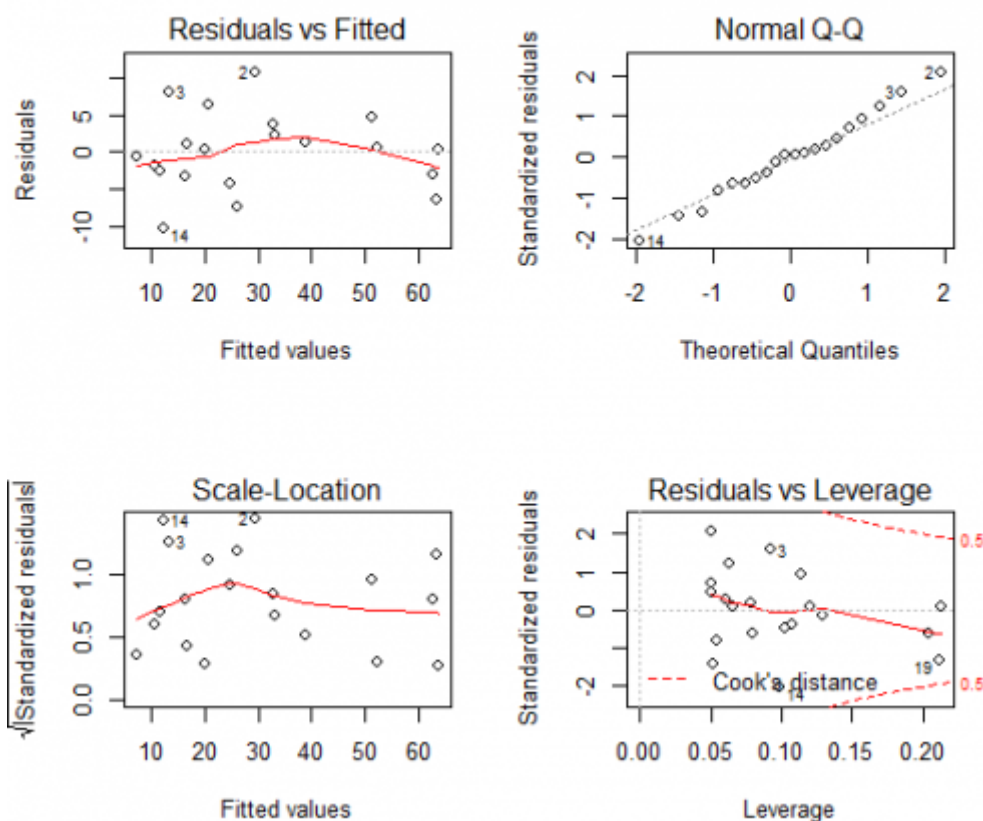 Residuals vs Fitted
Residuals
5
0
-10
2
3
14
10 20 30 40 50 60
Fitted values
Normal Q-Q
Standardized residuals
2
1
0
-1
-2
2
3
14
-2 -1 0 1 2
Theoretical Quantiles
Scale-Location
√|Standardized residuals|
1.0
0.5
0.0
14
2
3
10 20 30 40 50 60
Fitted values
Residuals vs Leverage
Standardized residuals
2
1
0
-2
3
0.5
19
Cook's distance
0.5
14
0.00 0.05 0.10 0.15 0.20
Leverage